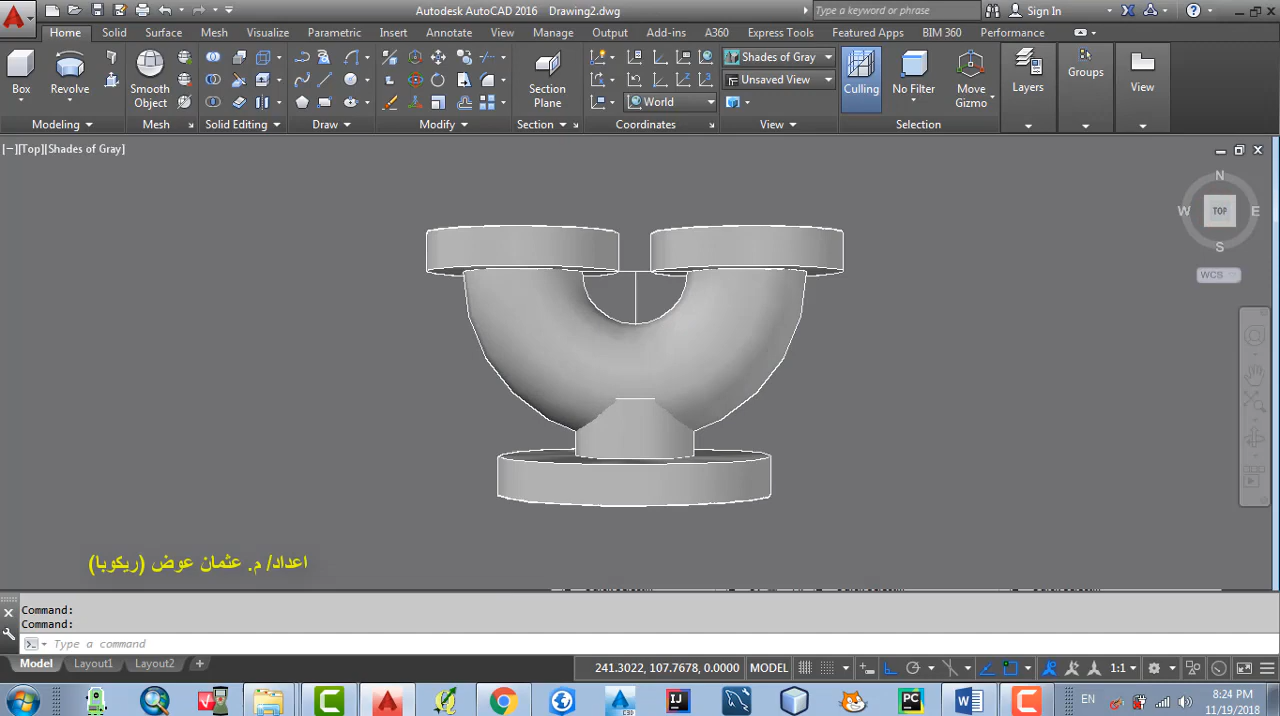 Autodesk AutoCAD 2016 Drawing2.dwg
Type a keyword or phrase
Sign In
Home Solid Surface Mesh Visualize Parametric Insert Annotate View Manage Output Add-ins A360 Express Tools Featured Apps BIM 360 Performance
Box
Revolve
Smooth Object
Section Plane
World
Shades of Gray
Unsaved View
Culling
No Filter
Move Gizmo
Layers
Groups
View
Modeling Mesh Solid Editing Draw Modify Section Coordinates View Selection
[−][Top][Shades of Gray]
N
W TOP E
S
WCS
اعداد/ م. عثمان عوض (ريكوبا)
Command:
Command:
Type a command
Model Layout1 Layout2 +
241.3022, 107.7678, 0.0000 MODEL 1:1
EN
8:24 PM
11/19/2018